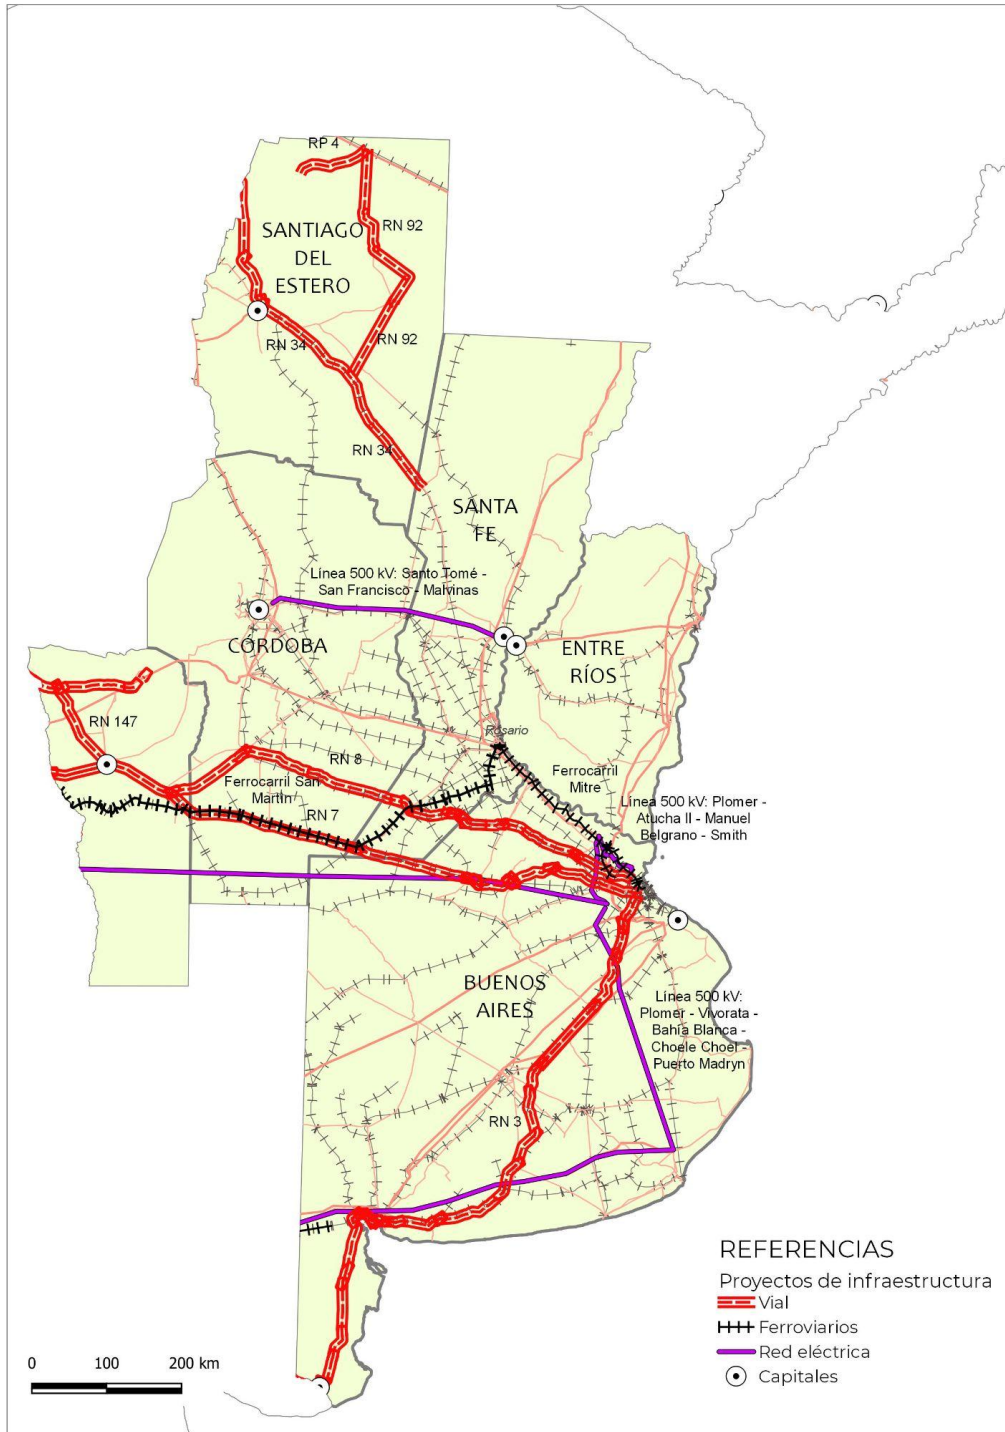 RP 4
RN 92
SANTIAGO
DEL
ESTERO
RN 34
RN 92
RN 34
SANTA
FE
Línea 500 kV: Santo Tomé -
San Francisco - Malvinas
CÓRDOBA
ENTRE
RÍOS
RN 147
Rosario
RN 8
Ferrocarril San
Martín
Ferrocarril
Mitre
RN 7
Línea 500 kV: Plomer -
Atucha II - Manuel
Belgrano - Smith
BUENOS
AIRES
Línea 500 kV:
Plomer - Vivorata -
Bahía Blanca -
Choele Choel -
Puerto Madryn
RN 3
REFERENCIAS
Proyectos de infraestructura
Vial
Ferroviarios
Red eléctrica
Capitales
0 100 200 km